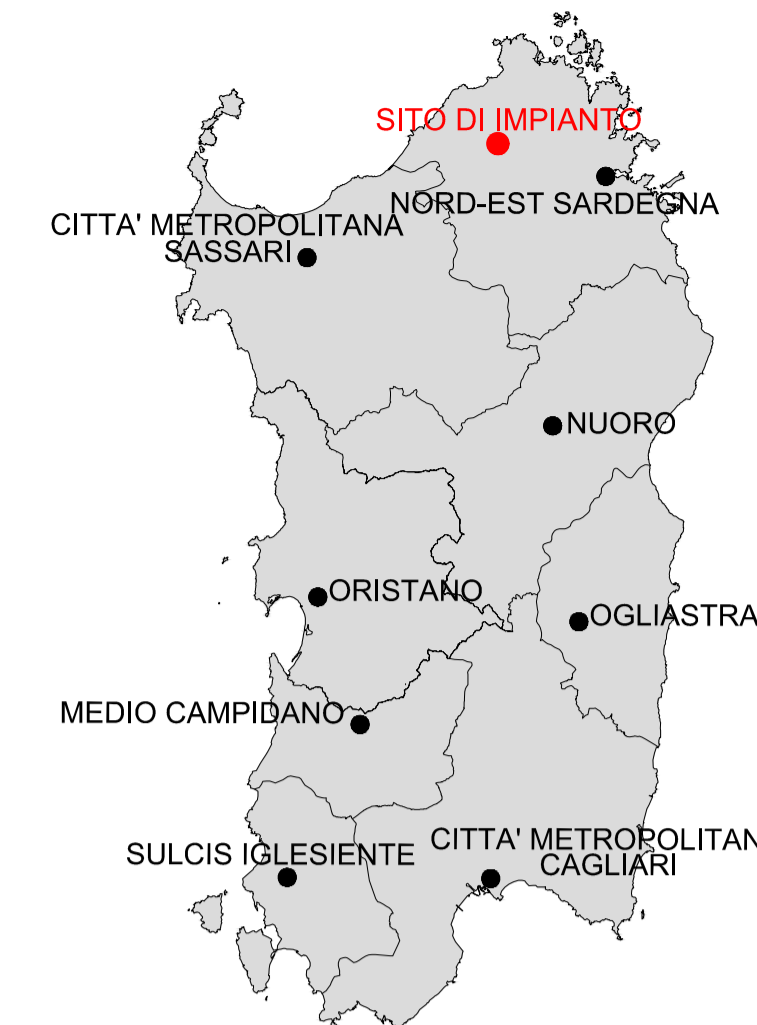 SITO DI IMPIANTO
NORD-EST SARDEGNA
CITTA' METROPOLITANA
SASSARI
NUORO
ORISTANO
OGLIASTRA
MEDIO CAMPIDANO
CITTA' METROPOLITAN
CAGLIARI
SULCIS IGLESIENTE